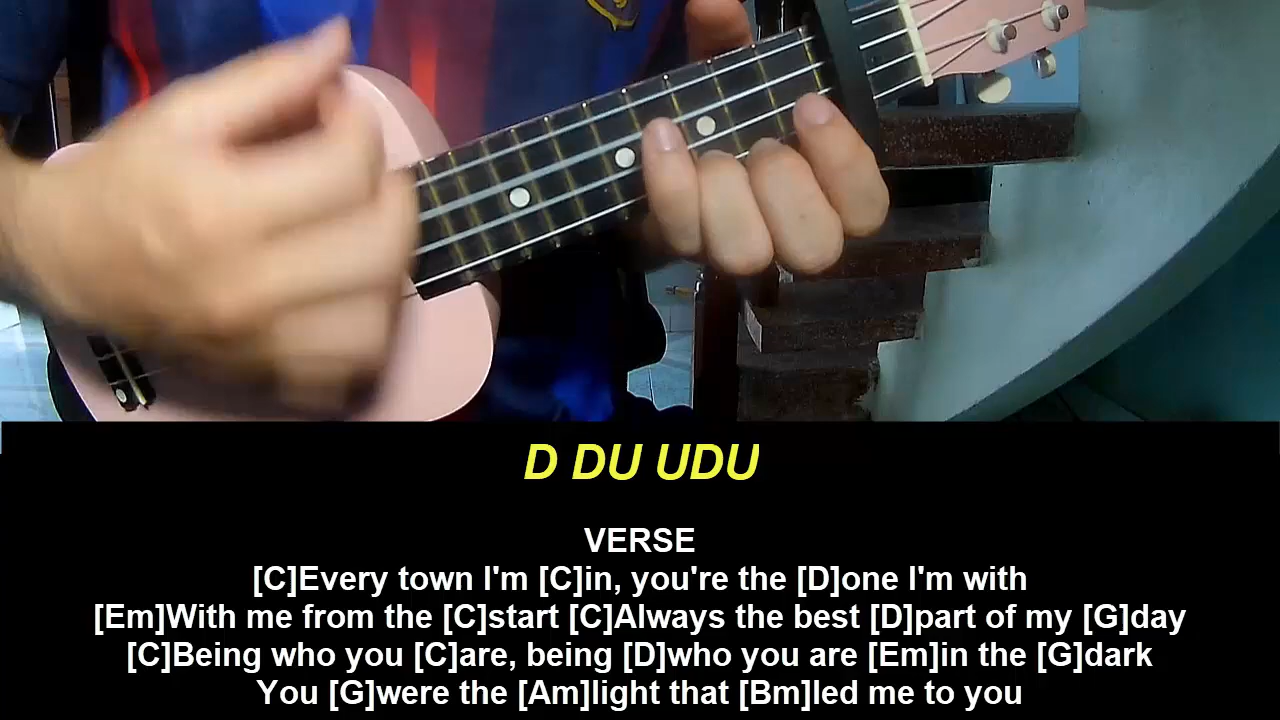 D DU UDU
VERSE
[C]Every town I'm [C]in, you're the [D]one I'm with
[Em]With me from the [C]start [C]Always the best [D]part of my [G]day
[C]Being who you [C]are, being [D]who you are [Em]in the [G]dark
You [G]were the [Am]light that [Bm]led me to you